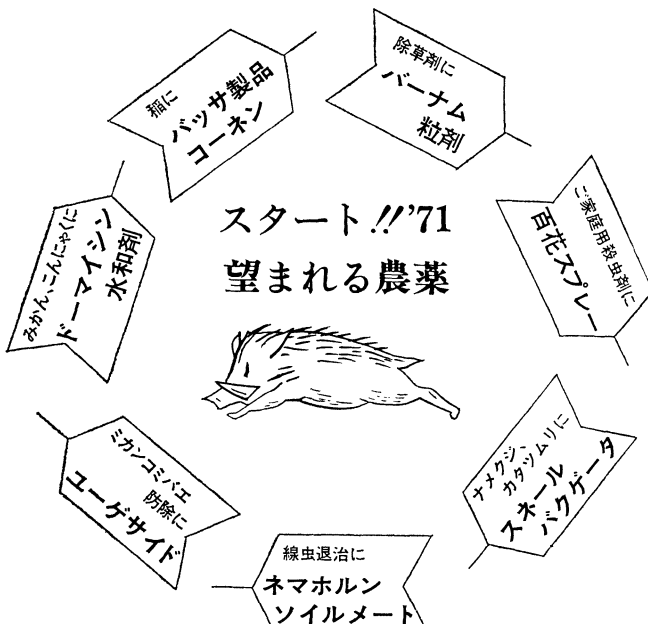 スタート!!'71
望まれる農薬
除草剤に
バーナム
粒剤
ご家庭用殺虫剤に
百花スプレー
ナメクジ、
カタツムリに
スネール
バクゲータ
線虫退治に
ネマホルン
ソイルメート
ミカンコミバエ
防除に
ユーゲサイド
みかん、こんにゃくに
ドーマイシン
水和剤
稲に
バッサ製品
コーネン